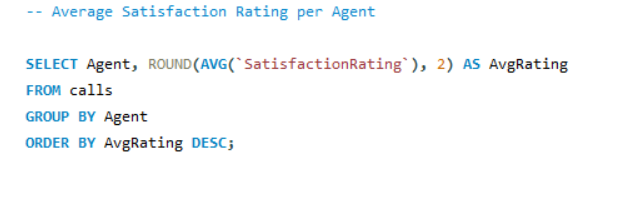 -- Average Satisfaction Rating per Agent
SELECT Agent, ROUND(AVG(`SatisfactionRating`), 2) AS AvgRating
FROM calls
GROUP BY Agent
ORDER BY AvgRating DESC;